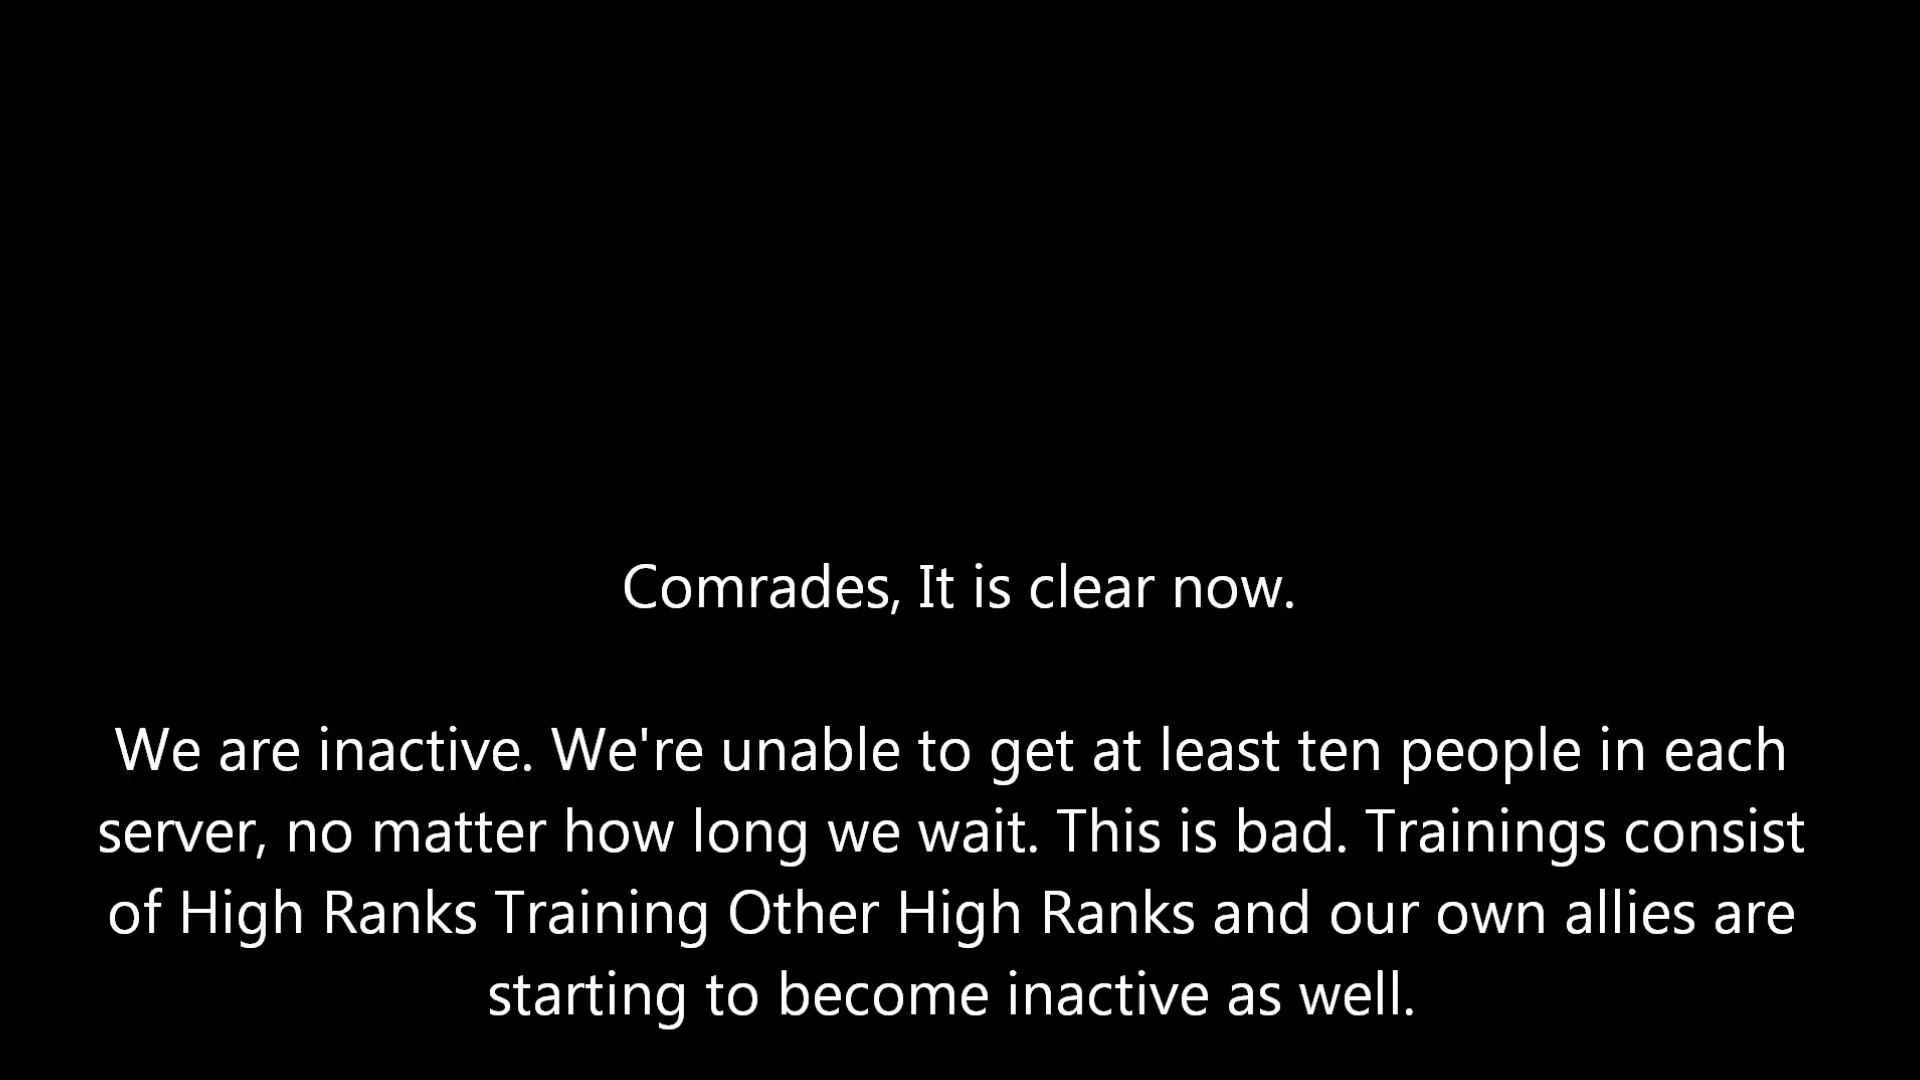 Comrades, It is clear now.
We are inactive. We're unable to get at least ten people in each
server, no matter how long we wait. This is bad. Trainings consist
of High Ranks Training Other High Ranks and our own allies are
starting to become inactive as well.